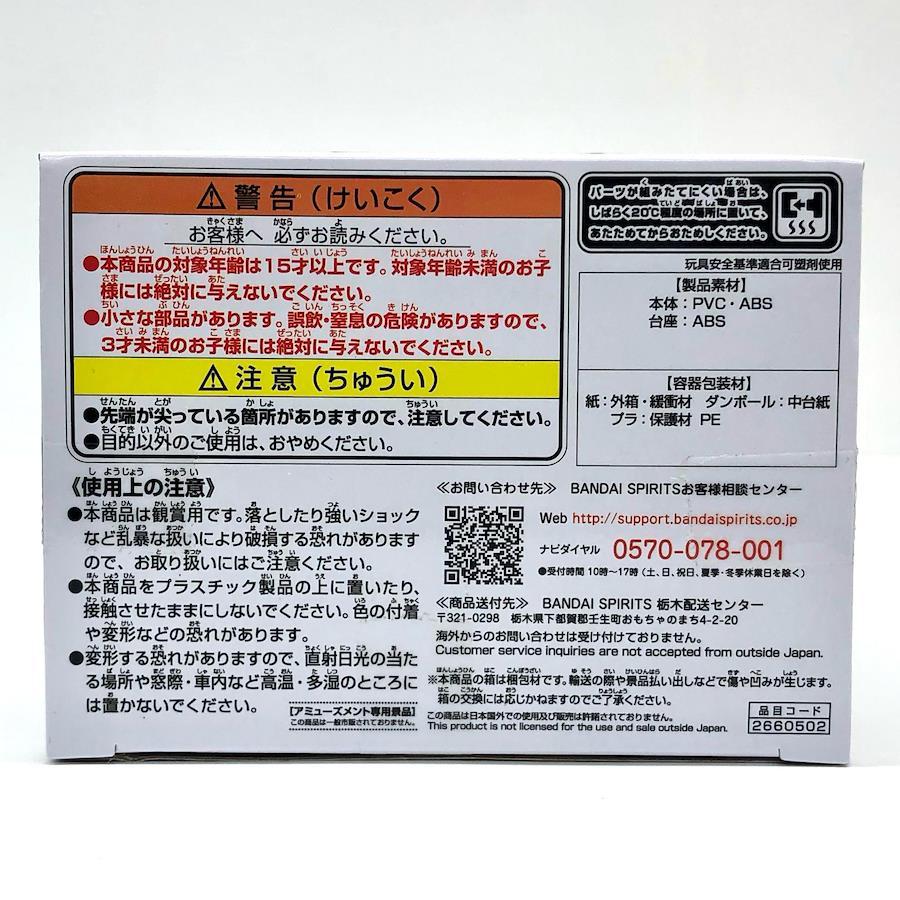 ⚠ 警告（けいこく）
お客様へ 必ずお読みください。
●本商品の対象年齢は15才以上です。対象年齢未満のお子
様には絶対に与えないでください。
●小さな部品があります。誤飲・窒息の危険がありますので、
3才未満のお子様には絶対に与えないでください。
⚠ 注意（ちゅうい）
●先端が尖っている箇所がありますので、注意してください。
●目的以外のご使用は、おやめください。
パーツが組みたてにくい場合は、
しばらく20℃程度の場所に置いて、
あたためてからおためしください。
玩具安全基準適合可塑剤使用
【製品素材】
本体：PVC・ABS
台座：ABS
【容器包装材】
紙：外箱・緩衝材 ダンボール：中台紙
プラ：保護材 PE
《使用上の注意》
●本商品は観賞用です。落としたり強いショック
など乱暴な扱いにより破損する恐れがあります
ので、お取り扱いにはご注意ください。
●本商品をプラスチック製品の上に置いたり、
接触させたままにしないでください。色の付着
や変形などの恐れがあります。
●変形する恐れがありますので、直射日光の当た
る場所や窓際・車内など高温・多湿のところに
は置かないでください。
【アミューズメント専用景品】
この商品は一般市販されておりません。
≪お問い合わせ先≫ BANDAI SPIRITSお客様相談センター
Web http://support.bandaispirits.co.jp
ナビダイヤル 0570-078-001
●受付時間 10時〜17時（土、日、祝日、夏季・冬季休業日を除く）
≪商品送付先≫ BANDAI SPIRITS 栃木配送センター
〒321-0298 栃木県下都賀郡壬生町おもちゃのまち4-2-20
海外からのお問い合わせは受け付けておりません。
Customer service inquiries are not accepted from outside Japan.
※本商品の箱は梱包材です。輸送の際や景品払い出しなどで傷や凹みが生じます。
箱の交換には応じかねますのでご了承ください。
この商品は日本国外での使用及び販売は許諾されておりません。
This product is not licensed for the use and sale outside Japan.
品目コード
2660502